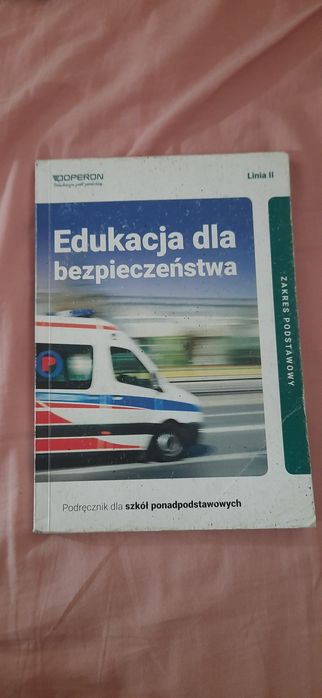 OPERON
Linia II
Edukacja dla
bezpieczeństwa
ZAKRES PODSTAWOWY
P
Podręcznik dla szkół ponadpodstawowych